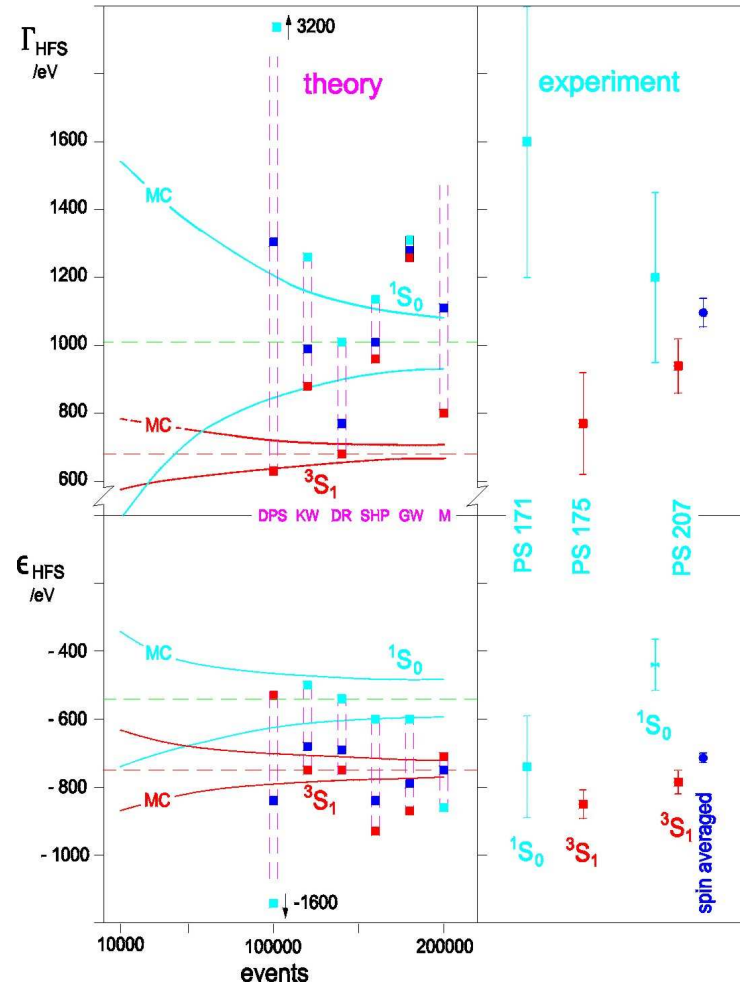 Γ HFS
/eV
3200
theory
experiment
1600
1400
1200
1000
800
600
MC
¹S₀
MC
³S₁
DPS KW DR SHP GW M
PS 171
PS 175
PS 207
ϵ HFS
/eV
- 400
- 600
- 800
- 1000
MC
¹S₀
MC
³S₁
-1600
¹S₀
¹S₀
³S₁
³S₁
spin averaged
10000
100000
200000
events